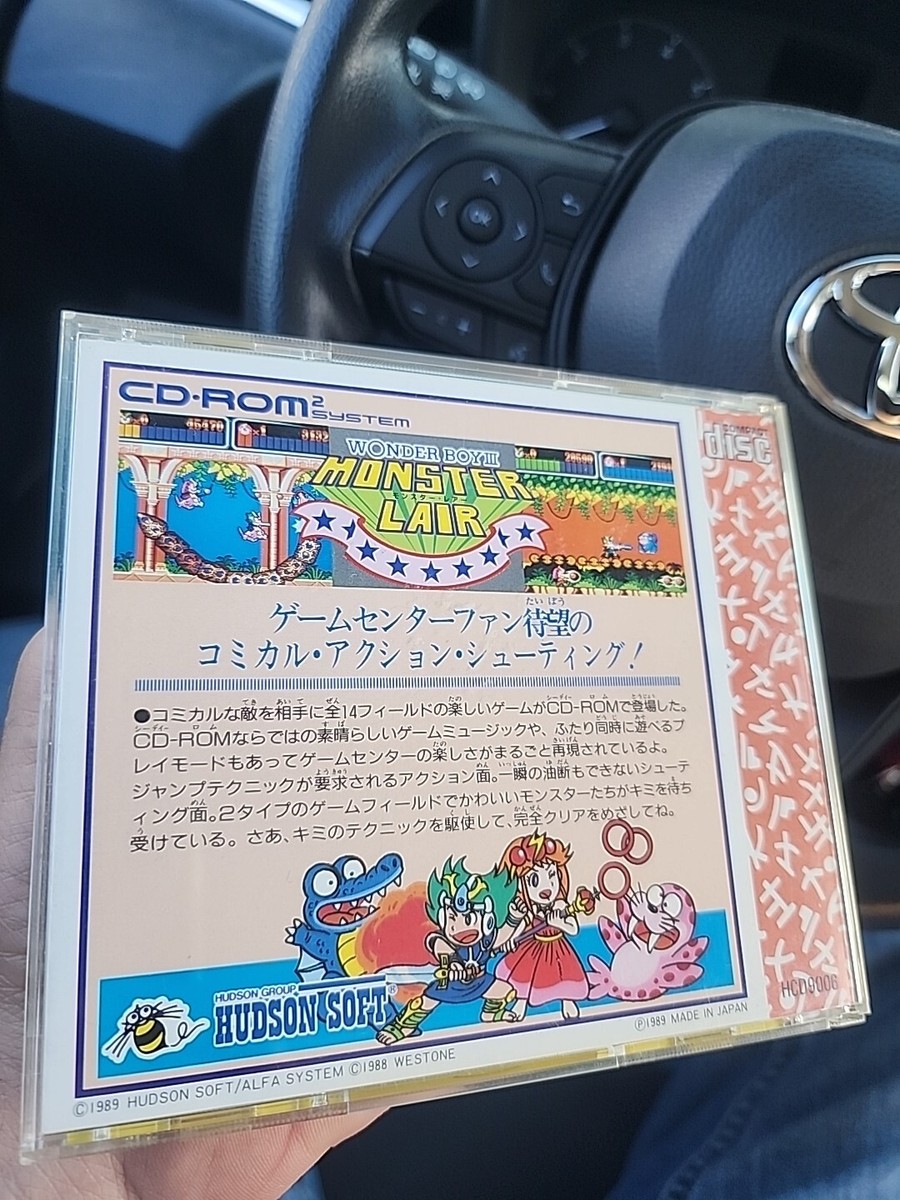 OK
CD-ROM2
SYSTEM
COMPACT
disc
46470
3132
28690
WONDER BOY III
MONSTER
モンスター・レアー
LAIR
ゲームセンターファン待望の
たいぼう
コミカル・アクション・シューティング!
●コミカルな敵を相手に全14フィールドの楽しいゲームがCD-ROMで登場した。
CD-ROMならではの素晴らしいゲームミュージックや、ふたり同時に遊べるプ
レイモードもあってゲームセンターの楽しさがまるごと再現されているよ。
ジャンプテクニックが要求されるアクション面。一瞬の油断もできないシューテ
ィング面。2タイプのゲームフィールドでかわいいモンスターたちがキミを待ち
受けている。さあ、キミのテクニックを駆使して、完全クリアをめざしてね。
HUDSON GROUP
HUDSON SOFT®
HCD9006
Ⓟ1989 MADE IN JAPAN
©1989 HUDSON SOFT/ALFA SYSTEM ©1988 WESTONE